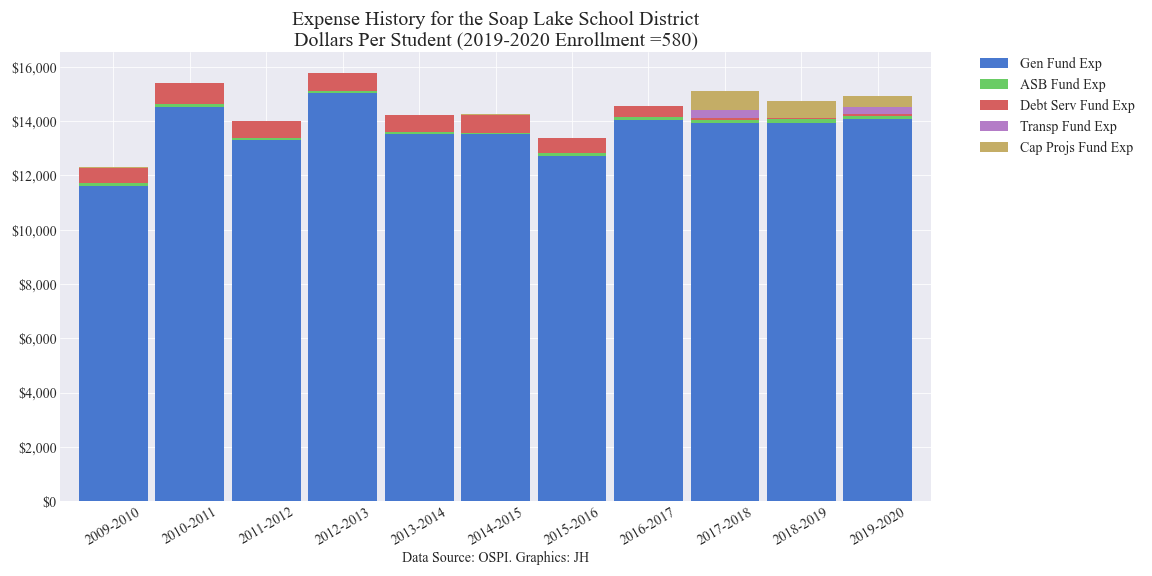 Expense History for the Soap Lake School District
Dollars Per Student (2019-2020 Enrollment =580)
$16,000
$14,000
$12,000
$10,000
$8,000
$6,000
$4,000
$2,000
$0
2009-2010
2010-2011
2011-2012
2012-2013
2013-2014
2014-2015
2015-2016
2016-2017
2017-2018
2018-2019
2019-2020
Data Source: OSPI. Graphics: JH
Gen Fund Exp
ASB Fund Exp
Debt Serv Fund Exp
Transp Fund Exp
Cap Projs Fund Exp